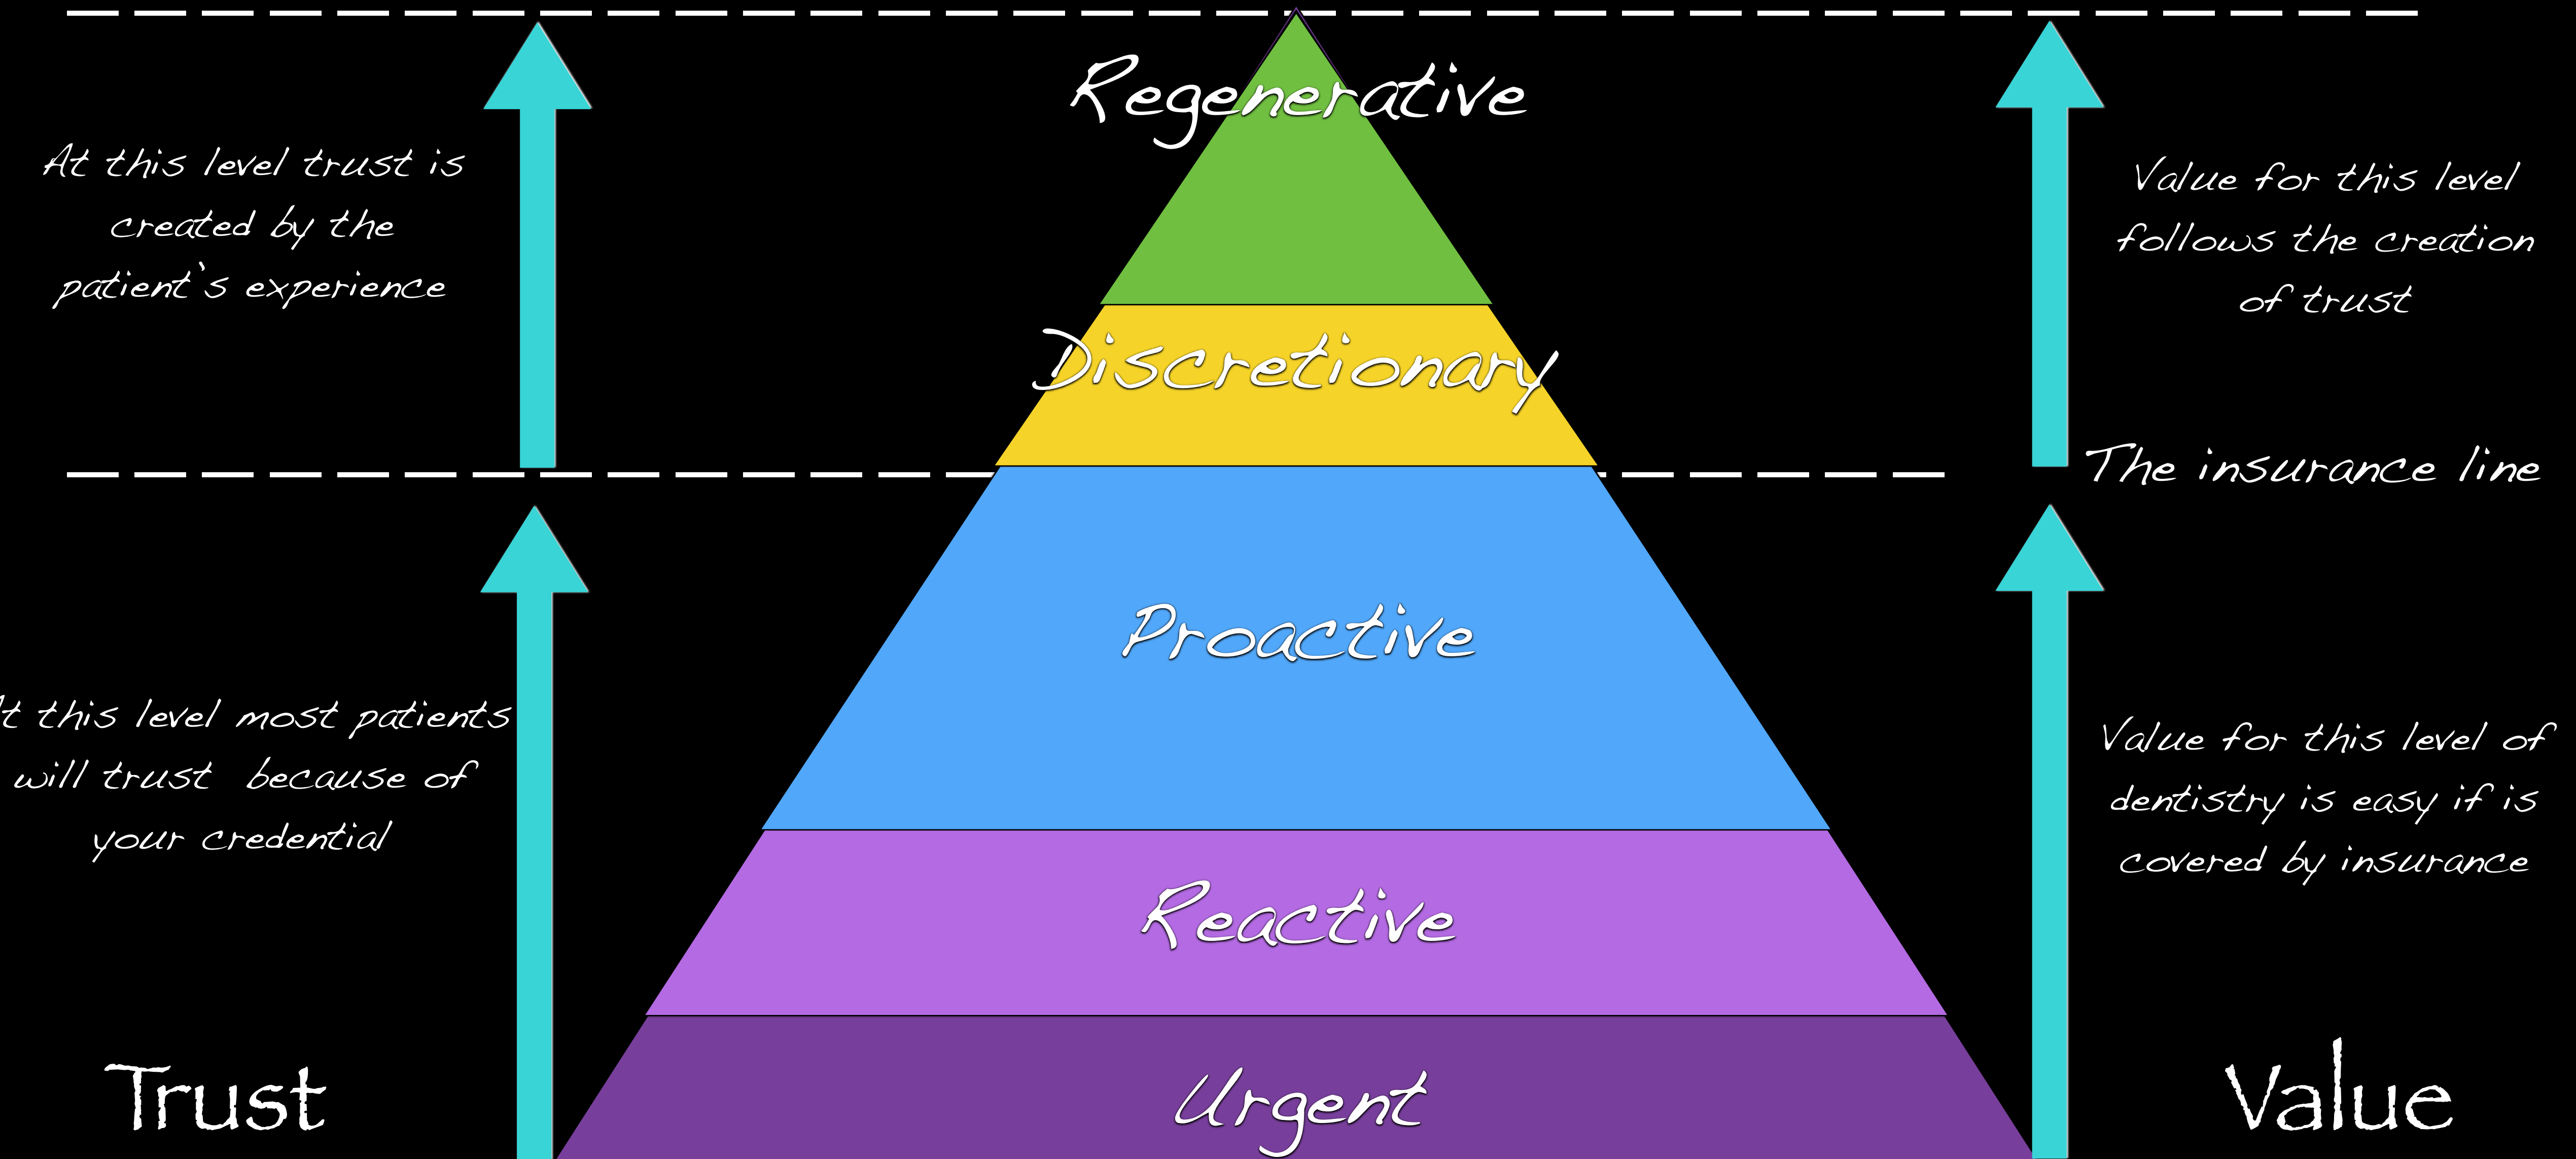 Regenerative
At this level trust is
created by the
patient's experience
Value for this level
follows the creation
of trust
Discretionary
The insurance line
Proactive
t this level most patients
will trust because of
your credential
Value for this level of
dentistry is easy if is
covered by insurance
Reactive
Trust
Urgent
Value